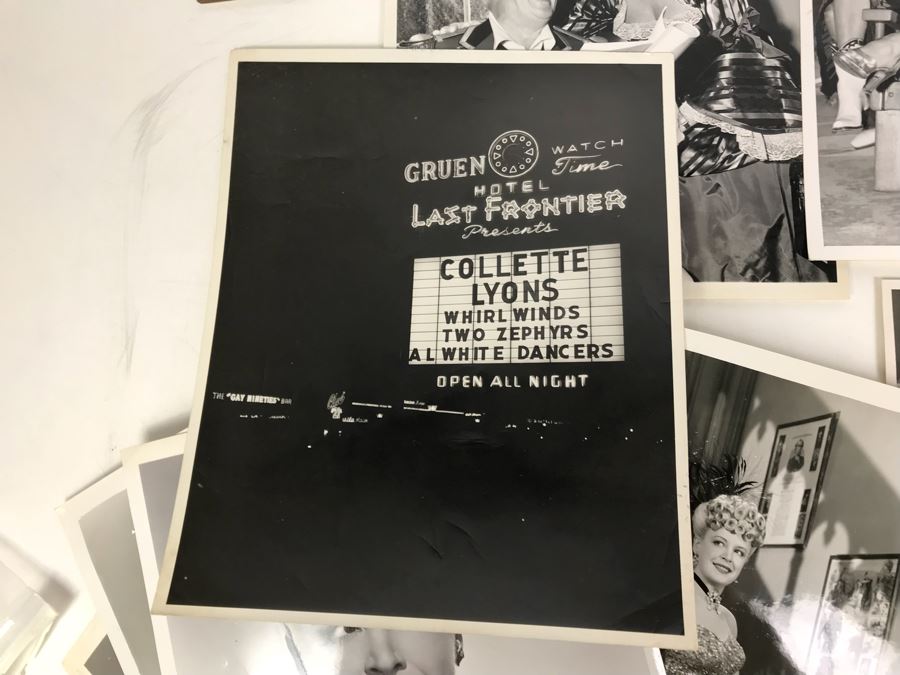 GRUEN WATCH Time
HOTEL
LAST FRONTIER
Presents
COLLETTE
LYONS
WHIRLWINDS
TWO ZEPHYRS
AL WHITE DANCERS
OPEN ALL NIGHT
THE "GAY NINETIES" BAR